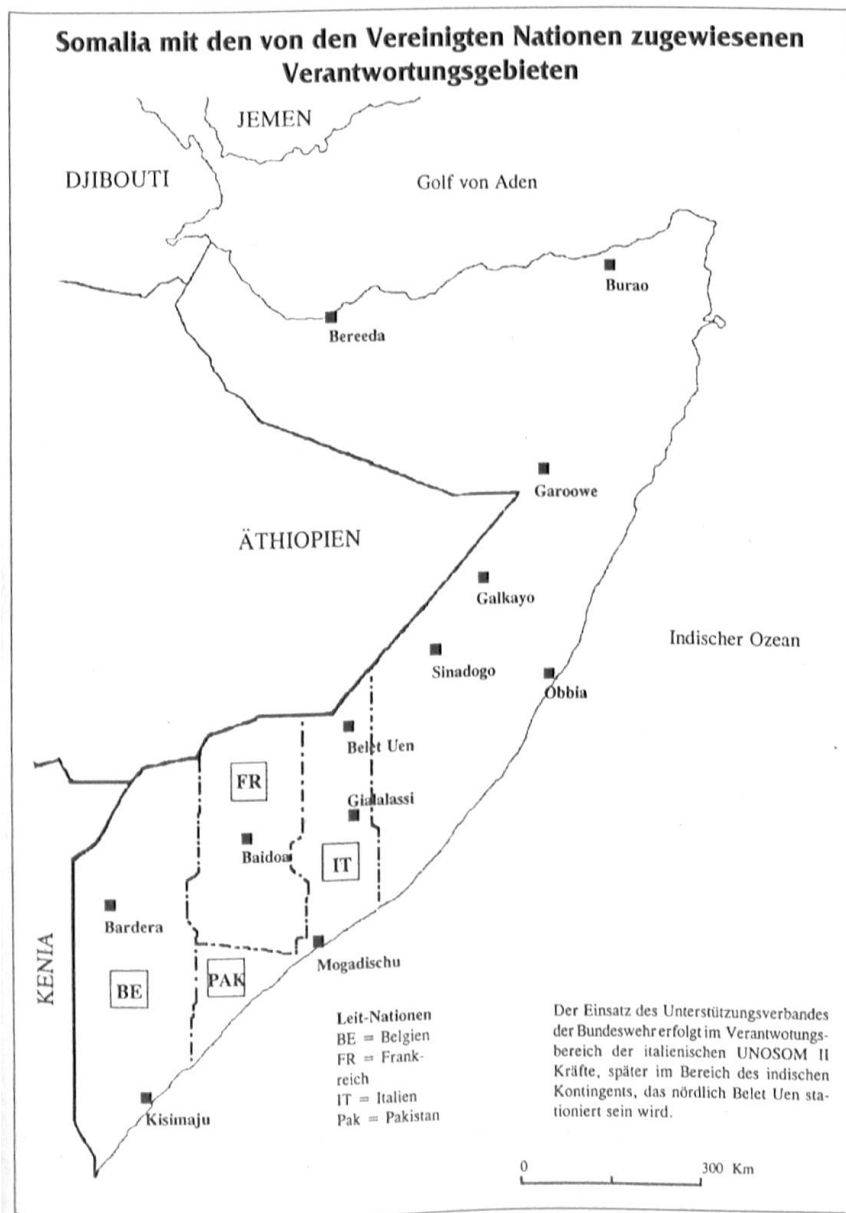 Somalia mit den von den Vereinigten Nationen zugewiesenen
Verantwortungsgebieten
JEMEN
DJIBOUTI
Golf von Aden
Burao
Bereeda
Garoowe
ÄTHIOPIEN
Galkayo
Indischer Ozean
Sinadogo
Obbia
Belet Uen
FR
Gialalassi
Baidoa
IT
Bardera
KENIA
Mogadischu
PAK
BE
Kisimaju
Leit-Nationen
BE = Belgien
FR = Frank-
reich
IT = Italien
Pak = Pakistan
Der Einsatz des Unterstützungsverbandes
der Bundeswehr erfolgt im Verantwotungs-
bereich der italienischen UNOSOM II
Kräfte, später im Bereich des indischen
Kontingents, das nördlich Belet Uen sta-
tioniert sein wird.
0 300 Km